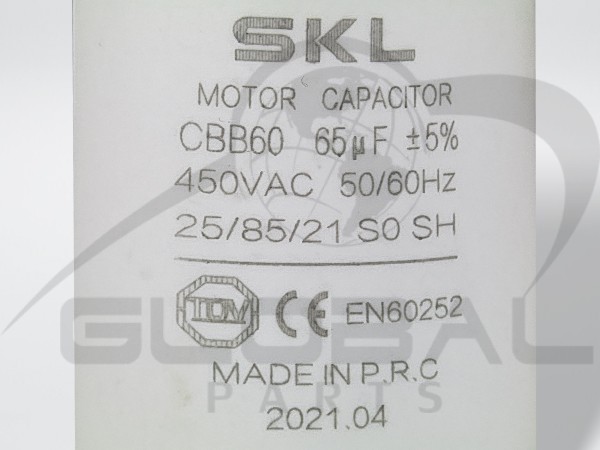 SKL
MOTOR CAPACITOR
CBB60 65μF ±5%
450VAC 50/60Hz
25/85/21 S0 SH
TUV CE EN60252
GLOBAL
PARTS
MADE IN P.R.C
2021.04